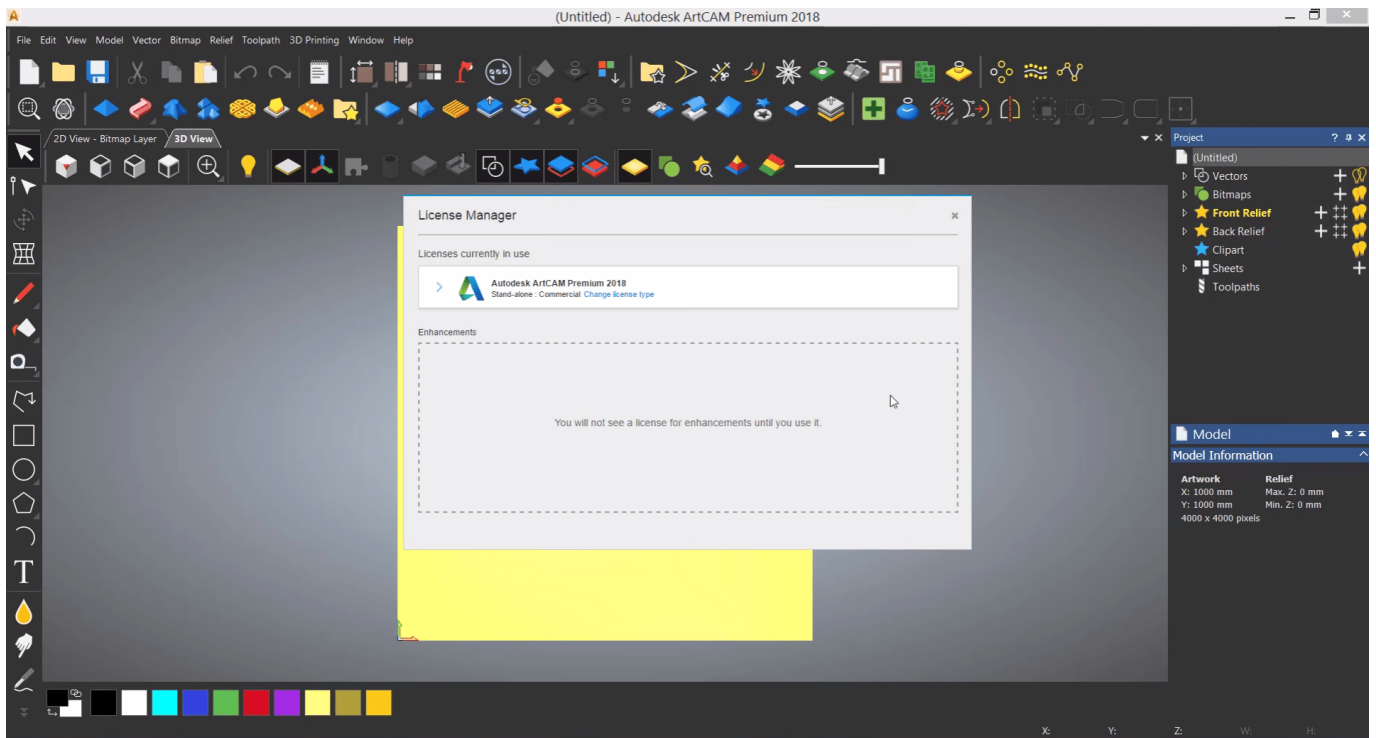 (Untitled) - Autodesk ArtCAM Premium 2018
File Edit View Model Vector Bitmap Relief Toolpath 3D Printing Window Help
2D View - Bitmap Layer 3D View
Project
(Untitled)
Vectors
Bitmaps
Front Relief
Back Relief
Clipart
Sheets
Toolpaths
License Manager
Licenses currently in use
Autodesk ArtCAM Premium 2018
Stand-alone : Commercial Change license type
Enhancements
You will not see a license for enhancements until you use it.
Model
Model Information
Artwork Relief
X: 1000 mm Max. Z: 0 mm
Y: 1000 mm Min. Z: 0 mm
4000 x 4000 pixels
T
X: Y: Z: W: H: